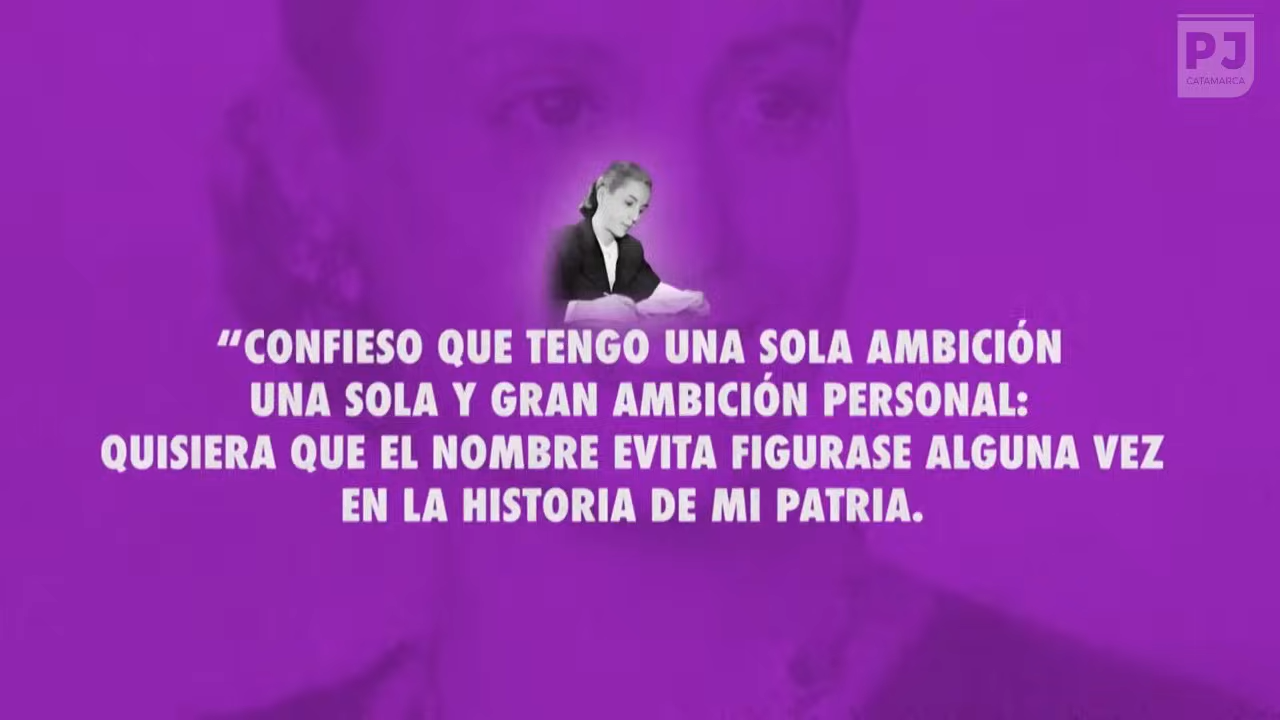 PJ
CATAMARCA
“CONFIESO QUE TENGO UNA SOLA AMBICIÓN
UNA SOLA Y GRAN AMBICIÓN PERSONAL:
QUISIERA QUE EL NOMBRE EVITA FIGURASE ALGUNA VEZ
EN LA HISTORIA DE MI PATRIA.